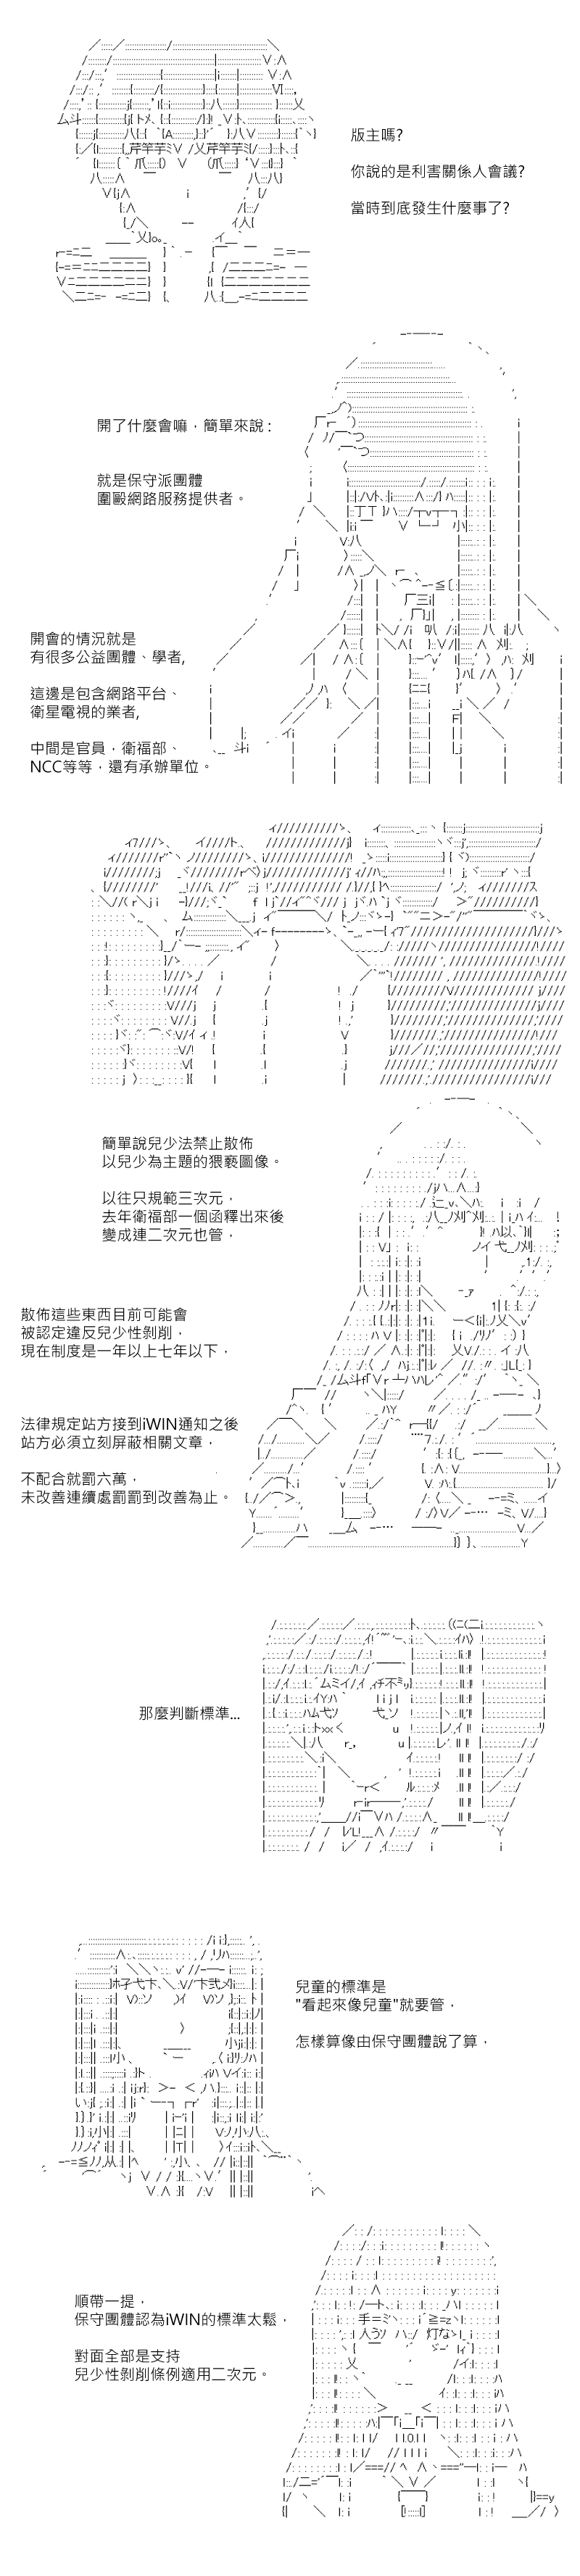 版主嗎?
你說的是利害關係人會議?
當時到底發生什麼事了?
開了什麼會嘛，簡單來說 :
就是保守派團體
圍毆網路服務提供者。
開會的情況就是
有很多公益團體、學者,
這邊是包含網路平台、
衛星電視的業者,
中間是官員，衛福部、
NCC等等，還有承辦單位。
簡單說兒少法禁止散佈
以兒少為主題的猥褻圖像。
以往只規範三次元，
去年衛福部一個函釋出來後
變成連二次元也管，
散佈這些東西目前可能會
被認定違反兒少性剝削，
現在制度是一年以上七年以下，
法律規定站方接到iWIN通知之後
站方必須立刻屏蔽相關文章，
不配合就罰六萬，
未改善連續處罰罰到改善為止。
那麼判斷標準...
兒童的標準是
"看起來像兒童"就要管，
怎樣算像由保守團體說了算，
順帶一提，
保守團體認為iWIN的標準太鬆，
對面全部是支持
兒少性剝削條例適用二次元。